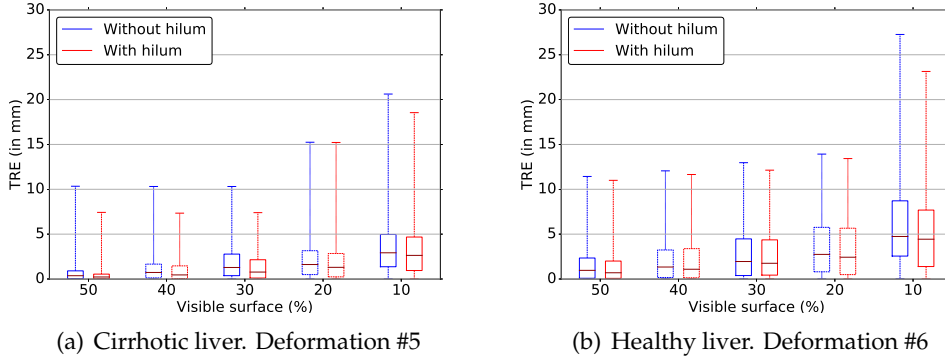 30
25
20
15
10
5
0
TRE (in mm)
Without hilum
With hilum
50 40 30 20 10
Visible surface (%)
(a) Cirrhotic liver. Deformation #5
30
25
20
15
10
5
0
TRE (in mm)
Without hilum
With hilum
50 40 30 20 10
Visible surface (%)
(b) Healthy liver. Deformation #6